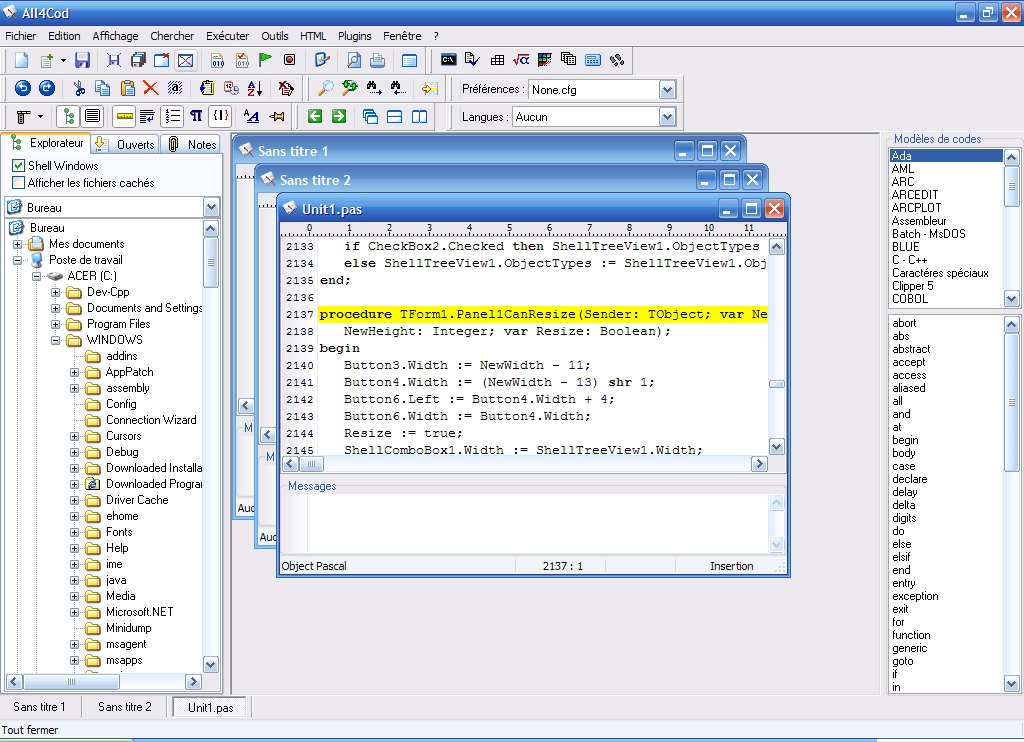 All4Cod
Fichier Edition Affichage Chercher Exécuter Outils HTML Plugins Fenêtre ?
Préférences : None.cfg
Langues : Aucun
Explorateur Ouverts Notes
Shell Windows
Afficher les fichiers cachés
Bureau
Bureau
Mes documents
Poste de travail
ACER (C:)
Dev-Cpp
Documents and Settings
Program Files
WINDOWS
addins
AppPatch
assembly
Config
Connection Wizard
Cursors
Debug
Downloaded Installa
Downloaded Progra
Driver Cache
ehome
Fonts
Help
ime
java
Media
Microsoft.NET
Minidump
msagent
msapps
Sans titre 1
Sans titre 2
Unit1.pas
0 1 2 3 4 5 6 7 8 9 10 11
2133 if CheckBox2.Checked then ShellTreeView1.ObjectTypes
2134 else ShellTreeView1.ObjectTypes := ShellTreeView1.Obj
2135 end;
2136
2137 procedure TForm1.Panel1CanResize(Sender: TObject; var Ne
2138 NewHeight: Integer; var Resize: Boolean);
2139 begin
2140 Button3.Width := NewWidth - 11;
2141 Button4.Width := (NewWidth - 13) shr 1;
2142 Button6.Left := Button4.Width + 4;
2143 Button6.Width := Button4.Width;
2144 Resize := true;
2145 ShellComboBox1.Width := ShellTreeView1.Width;
M
M
Auc
Auc
Messages
Object Pascal 2137 : 1 Insertion
Modèles de codes
Ada
AML
ARC
ARCEDIT
ARCPLOT
Assembleur
Batch - MsDOS
BLUE
C - C++
Caractères spéciaux
Clipper 5
COBOL
abort
abs
abstract
accept
access
aliased
all
and
at
begin
body
case
declare
delay
delta
digits
do
else
elsif
end
entry
exception
exit
for
function
generic
goto
if
in
Sans titre 1 Sans titre 2 Unit1.pas
Tout fermer